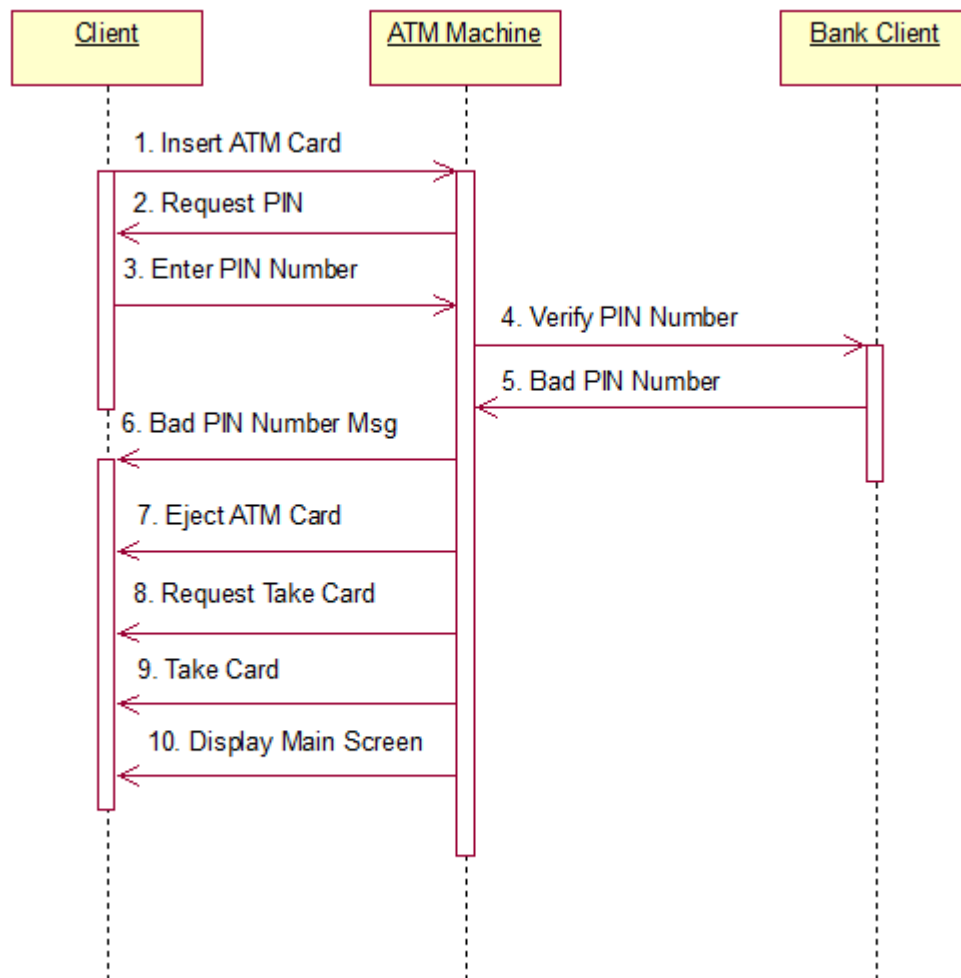 Client
ATM Machine
Bank Client
1. Insert ATM Card
2. Request PIN
3. Enter PIN Number
4. Verify PIN Number
5. Bad PIN Number
6. Bad PIN Number Msg
7. Eject ATM Card
8. Request Take Card
9. Take Card
10. Display Main Screen